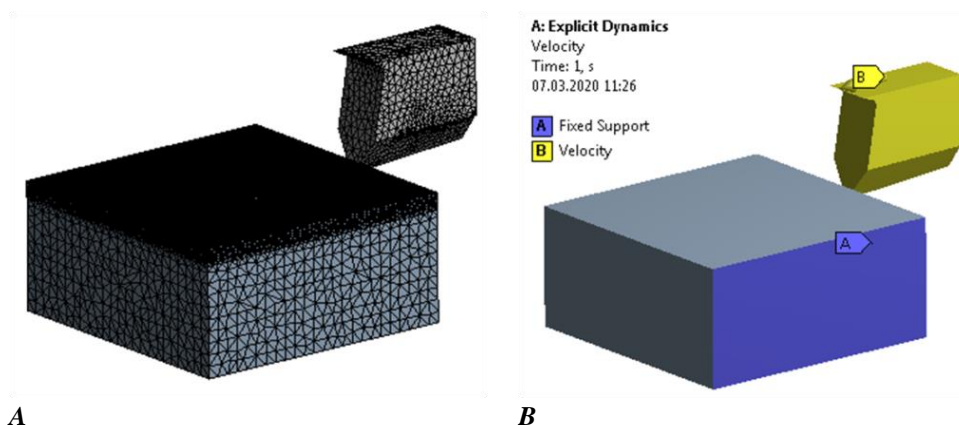 A: Explicit Dynamics
Velocity
Time: 1, s
07.03.2020 11:26
A Fixed Support
B Velocity
B
A
A
B